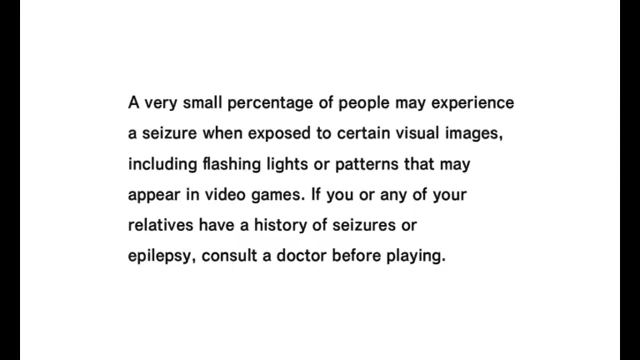 A very small percentage of people may experience
a seizure when exposed to certain visual images,
including flashing lights or patterns that may
appear in video games. If you or any of your
relatives have a history of seizures or
epilepsy, consult a doctor before playing.